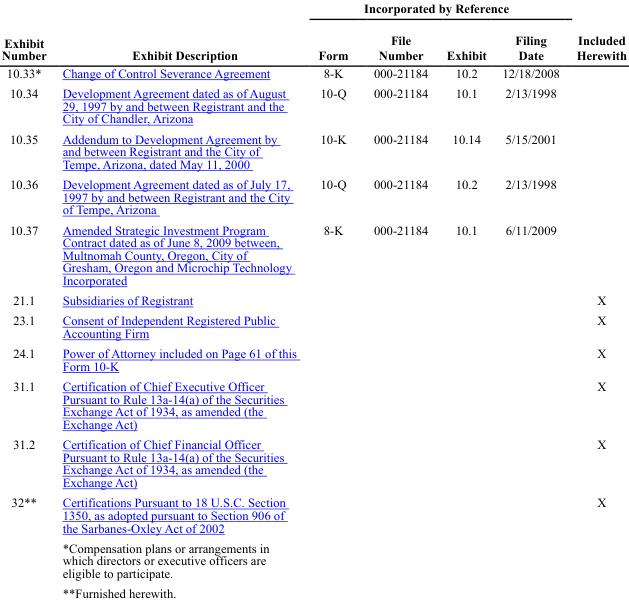 Incorporated by Reference
Exhibit Number Exhibit Description Form File Number Exhibit Filing Date Included Herewith
10.33* Change of Control Severance Agreement 8-K 000-21184 10.2 12/18/2008
10.34 Development Agreement dated as of August 10-Q 000-21184 10.1 2/13/1998
29, 1997 by and between Registrant and the
City of Chandler, Arizona
10.35 Addendum to Development Agreement by 10-K 000-21184 10.14 5/15/2001
and between Registrant and the City of
Tempe, Arizona, dated May 11, 2000
10.36 Development Agreement dated as of July 17, 10-Q 000-21184 10.2 2/13/1998
1997 by and between Registrant and the City
of Tempe, Arizona
10.37 Amended Strategic Investment Program 8-K 000-21184 10.1 6/11/2009
Contract dated as of June 8, 2009 between,
Multnomah County, Oregon, City of
Gresham, Oregon and Microchip Technology
Incorporated
21.1 Subsidiaries of Registrant X
23.1 Consent of Independent Registered Public X
Accounting Firm
24.1 Power of Attorney included on Page 61 of this X
Form 10-K
31.1 Certification of Chief Executive Officer X
Pursuant to Rule 13a-14(a) of the Securities
Exchange Act of 1934, as amended (the
Exchange Act)
31.2 Certification of Chief Financial Officer X
Pursuant to Rule 13a-14(a) of the Securities
Exchange Act of 1934, as amended (the
Exchange Act)
32** Certifications Pursuant to 18 U.S.C. Section X
1350, as adopted pursuant to Section 906 of
the Sarbanes-Oxley Act of 2002
*Compensation plans or arrangements in
which directors or executive officers are
eligible to participate.
**Furnished herewith.